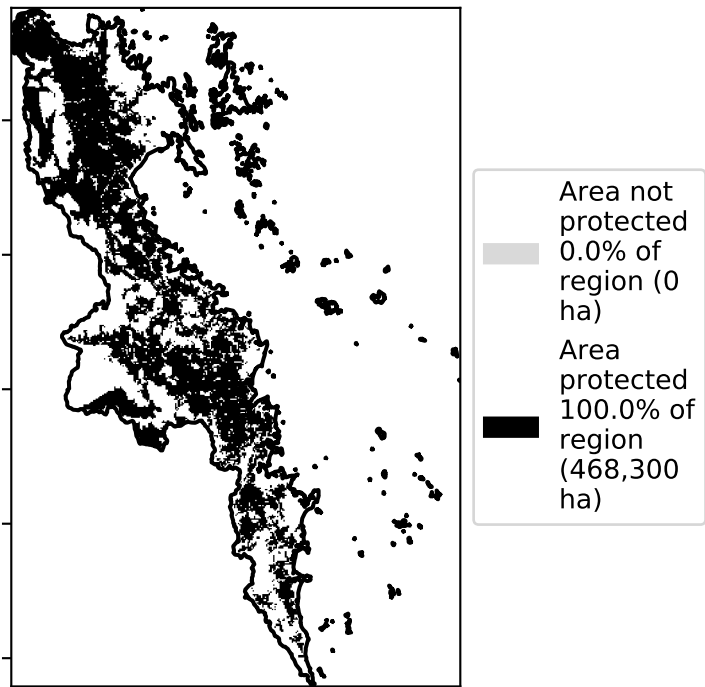 Area not
protected
0.0% of
region (0
ha)
Area
protected
100.0% of
region
(468,300
ha)